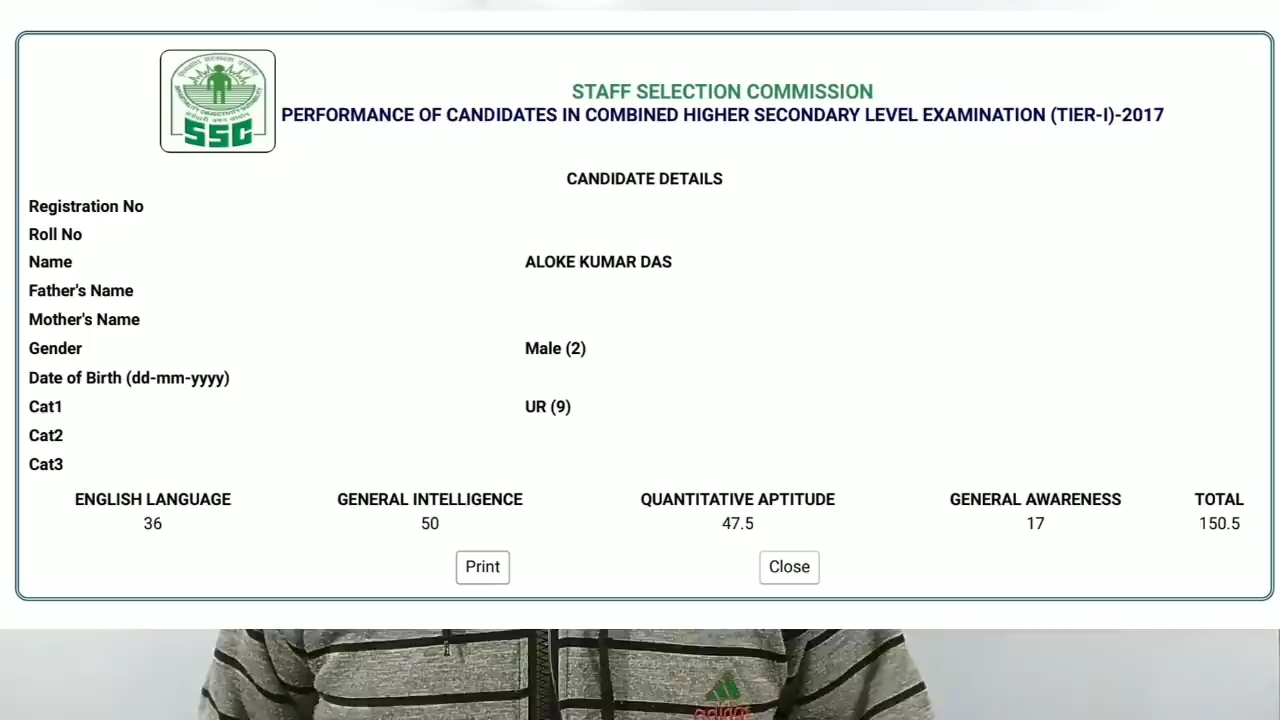 SSC
STAFF SELECTION COMMISSION
PERFORMANCE OF CANDIDATES IN COMBINED HIGHER SECONDARY LEVEL EXAMINATION (TIER-I)-2017
CANDIDATE DETAILS
Registration No
Roll No
Name ALOKE KUMAR DAS
Father's Name
Mother's Name
Gender Male (2)
Date of Birth (dd-mm-yyyy)
Cat1 UR (9)
Cat2
Cat3
ENGLISH LANGUAGE GENERAL INTELLIGENCE QUANTITATIVE APTITUDE GENERAL AWARENESS TOTAL
36 50 47.5 17 150.5
Print Close
adidas